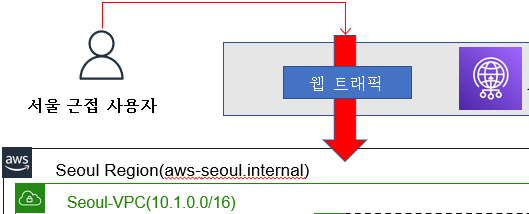 웹 트래픽
서울 근접 사용자
aws
Seoul Region(aws-seoul.internal)
Seoul-VPC(10.1.0.0/16)